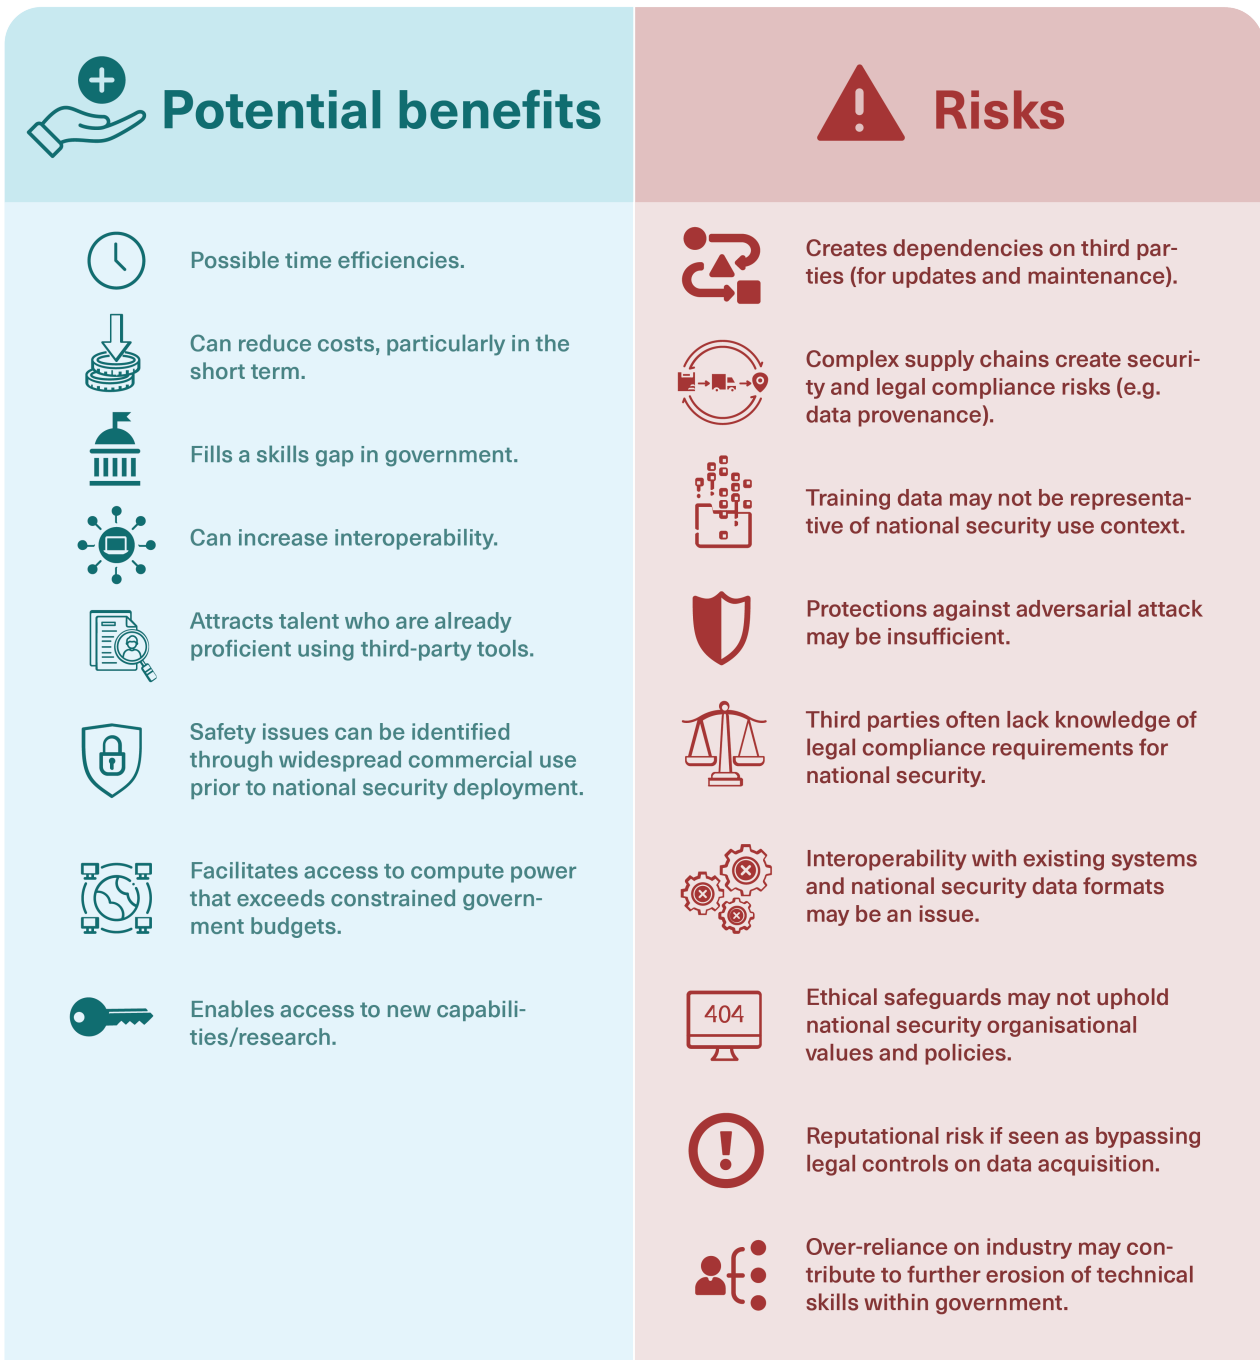 Potential benefits
Possible time efficiencies.
Can reduce costs, particularly in the
short term.
Fills a skills gap in government.
Can increase interoperability.
Attracts talent who are already
proficient using third-party tools.
Safety issues can be identified
through widespread commercial use
prior to national security deployment.
Facilitates access to compute power
that exceeds constrained govern-
ment budgets.
Enables access to new capabili-
ties/research.
Risks
Creates dependencies on third par-
ties (for updates and maintenance).
Complex supply chains create securi-
ty and legal compliance risks (e.g.
data provenance).
Training data may not be representa-
tive of national security use context.
Protections against adversarial attack
may be insufficient.
Third parties often lack knowledge of
legal compliance requirements for
national security.
Interoperability with existing systems
and national security data formats
may be an issue.
404
Ethical safeguards may not uphold
national security organisational
values and policies.
Reputational risk if seen as bypassing
legal controls on data acquisition.
Over-reliance on industry may con-
tribute to further erosion of technical
skills within government.